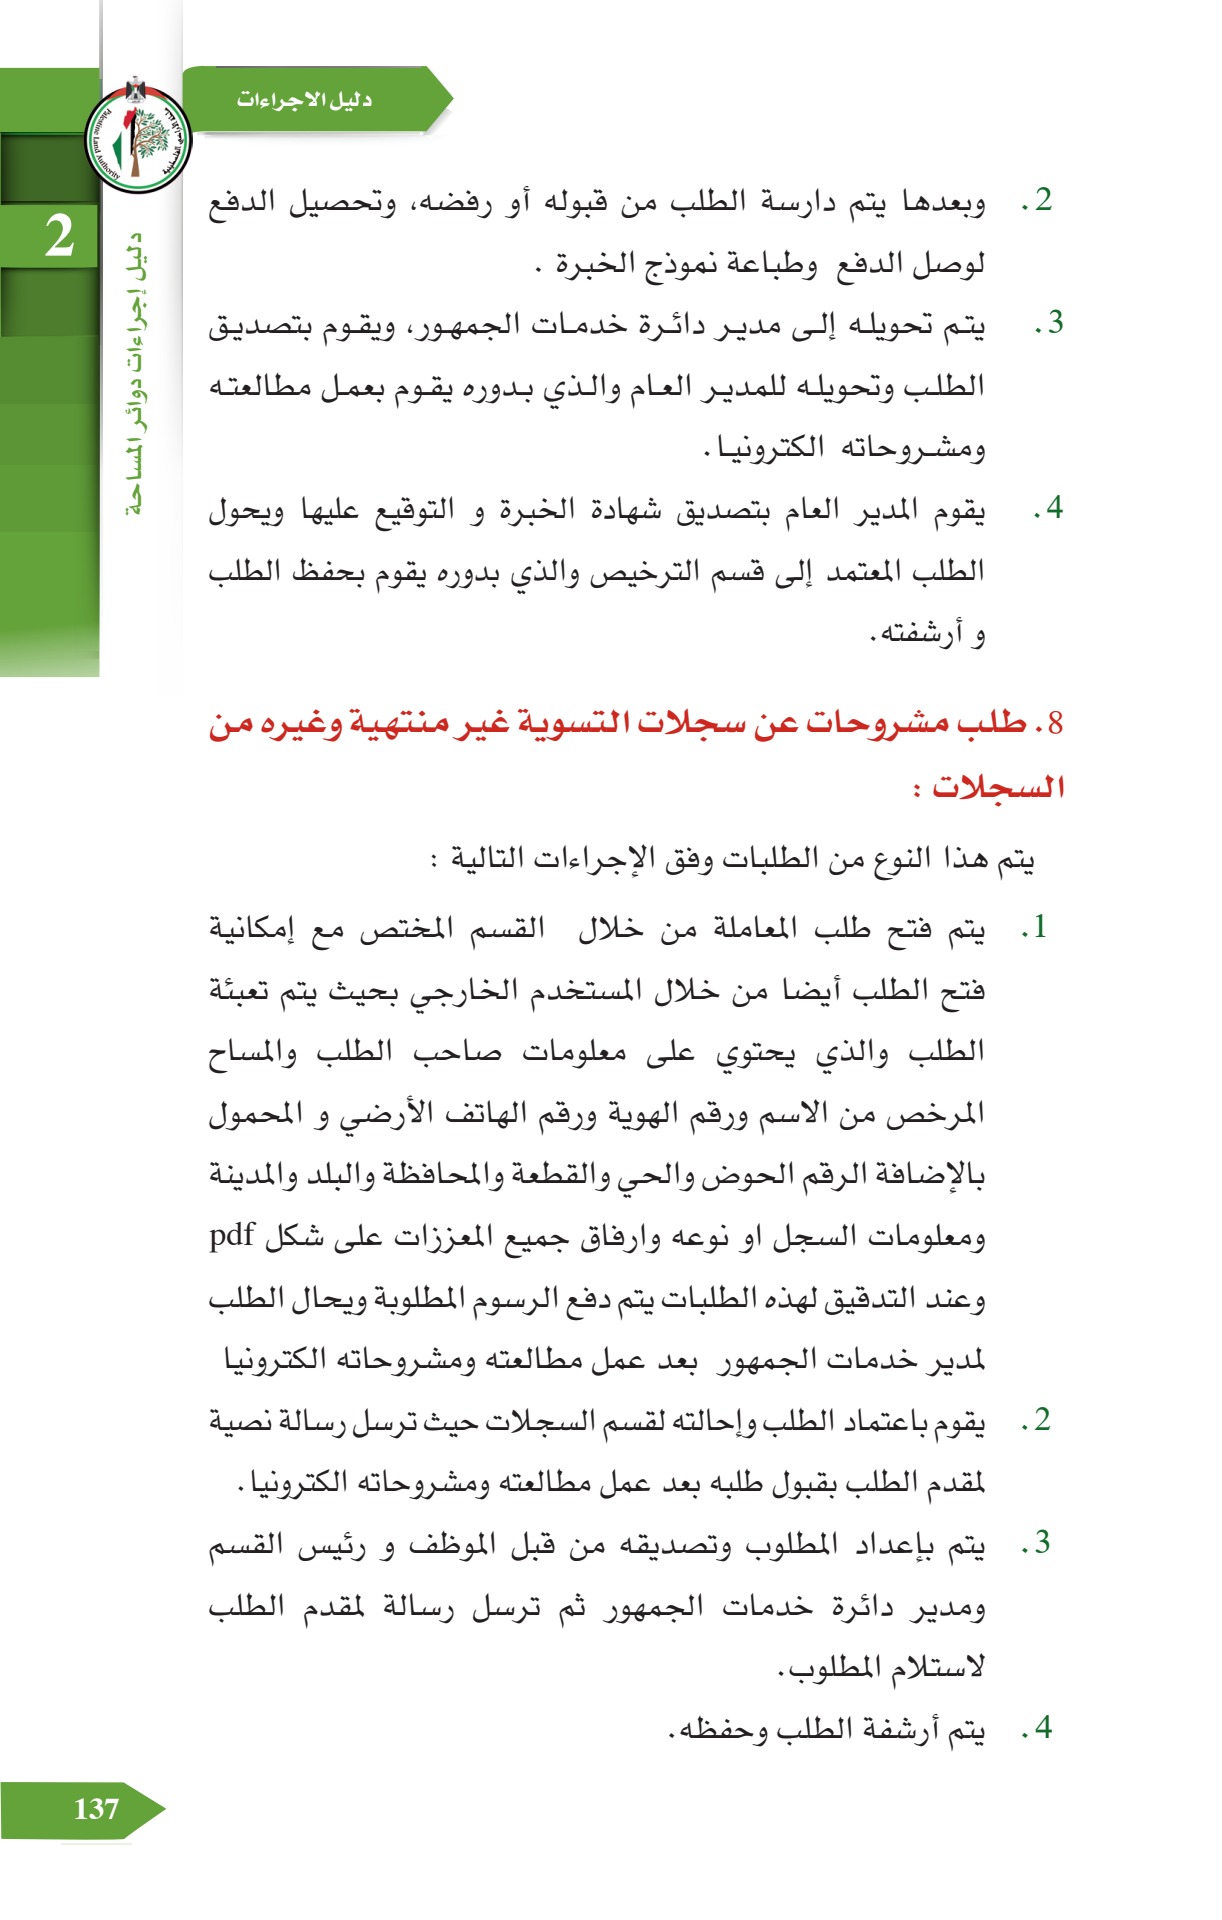 دليل الاجراءات
Palestine Land Authority
2
دليل إجراءات دوائر المساحة
2. وبعدها يتم دارسة الطلب من قبوله أو رفضه، وتحصيل الدفع
لوصل الدفع وطباعة نموذج الخبرة .
3. يتم تحويله إلى مدير دائرة خدمات الجمهور، ويقوم بتصديق
الطلب وتحويله للمدير العام والذي بدوره يقوم بعمل مطالعته
ومشروحاته الكترونيا.
4. يقوم المدير العام بتصديق شهادة الخبرة و التوقيع عليها ويحول
الطلب المعتمد إلى قسم الترخيص والذي بدوره يقوم بحفظ الطلب
و أرشفته.
8. طلب مشروحات عن سجلات التسوية غير منتهية وغيره من
السجلات :
يتم هذا النوع من الطلبات وفق الإجراءات التالية :
1. يتم فتح طلب المعاملة من خلال القسم المختص مع إمكانية
فتح الطلب أيضا من خلال المستخدم الخارجي بحيث يتم تعبئة
الطلب والذي يحتوي على معلومات صاحب الطلب والمساح
المرخص من الاسم ورقم الهوية ورقم الهاتف الأرضي و المحمول
بالإضافة الرقم الحوض والحي والقطعة والمحافظة والبلد والمدينة
ومعلومات السجل او نوعه وارفاق جميع المعززات على شكل pdf
وعند التدقيق لهذه الطلبات يتم دفع الرسوم المطلوبة ويحال الطلب
لمدير خدمات الجمهور بعد عمل مطالعته ومشروحاته الكترونيا
2. يقوم باعتماد الطلب وإحالته لقسم السجلات حيث ترسل رسالة نصية
لمقدم الطلب بقبول طلبه بعد عمل مطالعته ومشروحاته الكترونيا.
3. يتم بإعداد المطلوب وتصديقه من قبل الموظف و رئيس القسم
ومدير دائرة خدمات الجمهور ثم ترسل رسالة لمقدم الطلب
لاستلام المطلوب.
4. يتم أرشفة الطلب وحفظه.
137